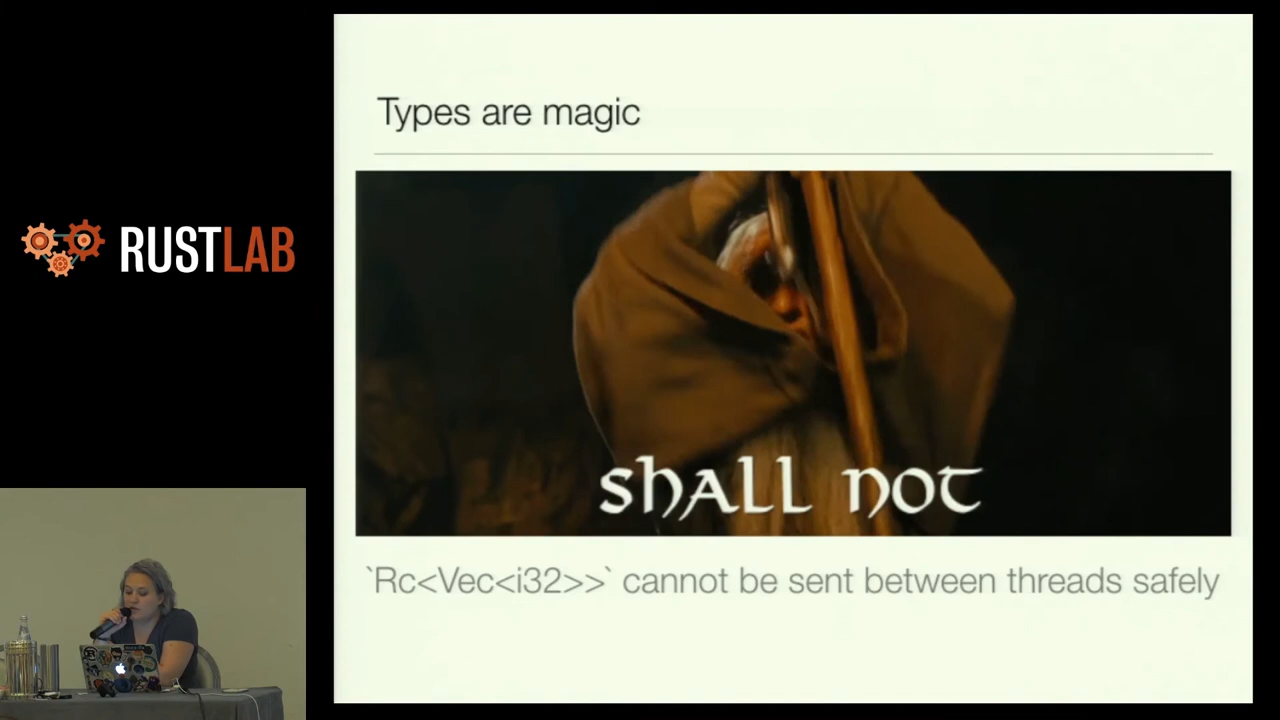 Types are magic
RUSTLAB
shall not
`Rc<Vec<i32>>` cannot be sent between threads safely